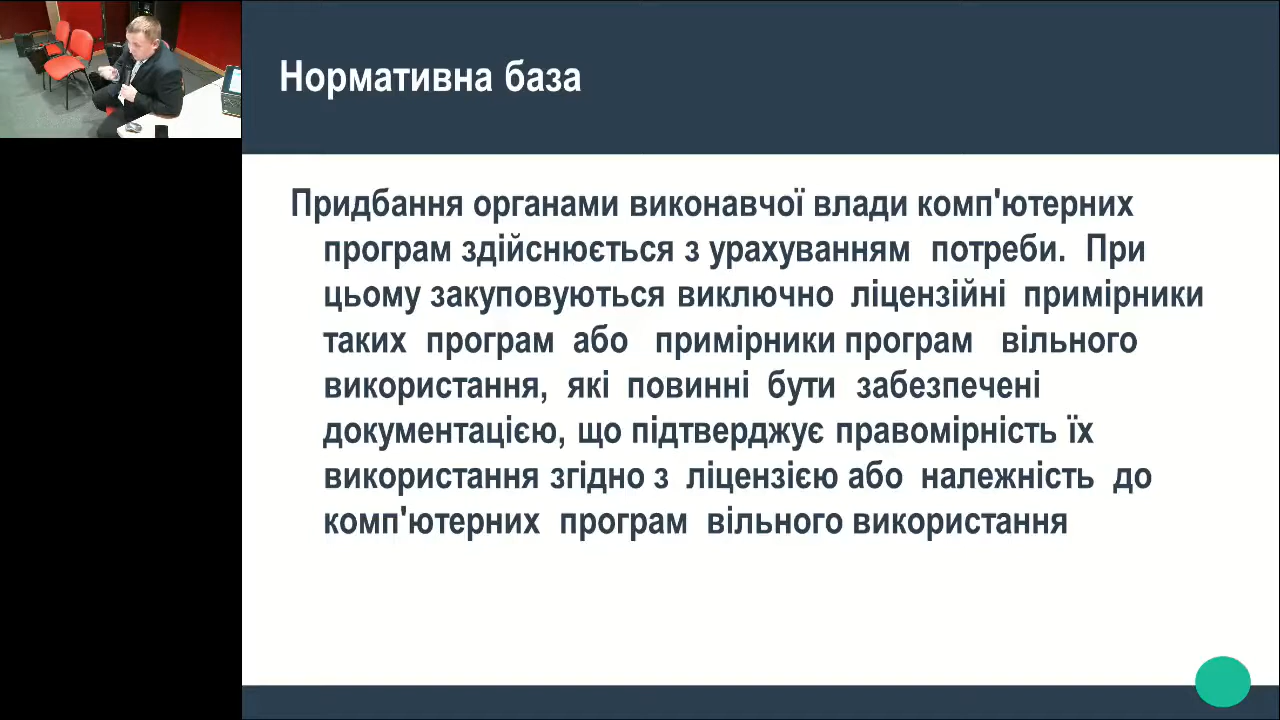 Нормативна база
Придбання органами виконавчої влади комп'ютерних
програм здійснюється з урахуванням потреби. При
цьому закуповуються виключно ліцензійні примірники
таких програм або примірники програм вільного
використання, які повинні бути забезпечені
документацією, що підтверджує правомірність їх
використання згідно з ліцензією або належність до
комп'ютерних програм вільного використання